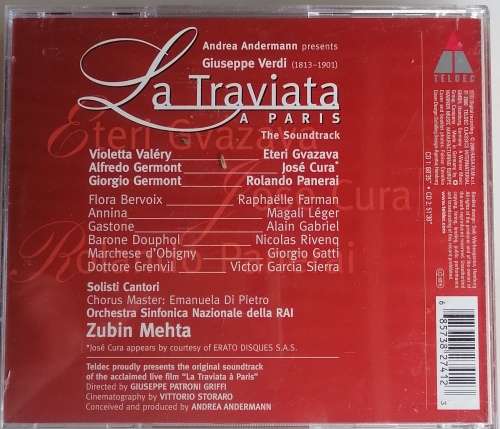 Andrea Andermann presents
Giuseppe Verdi (1813-1901)
La Traviata
A PARIS
The Soundtrack
Violetta Valéry Eteri Gvazava
Alfredo Germont José Cura*
Giorgio Germont Rolando Panerai
Flora Bervoix Raphaëlle Farman
Annina Magali Léger
Gastone Alain Gabriel
Barone Douphol Nicolas Rivenq
Marchese d'Obigny Giorgio Gatti
Dottore Grenvil Victor Garcia Sierra
Solisti Cantori
Chorus Master: Emanuela Di Pietro
Orchestra Sinfonica Nazionale della RAI
Zubin Mehta
*José Cura appears by courtesy of ERATO DISQUES S.A.S.
Teldec proudly presents the original soundtrack
of the acclaimed live film "La Traviata à Paris"
Directed by GIUSEPPE PATRONI GRIFFI
Cinematography by VITTORIO STORARO
Conceived and produced by ANDREA ANDERMANN
TELDEC
www.teldec.com
6 85738 27412 3